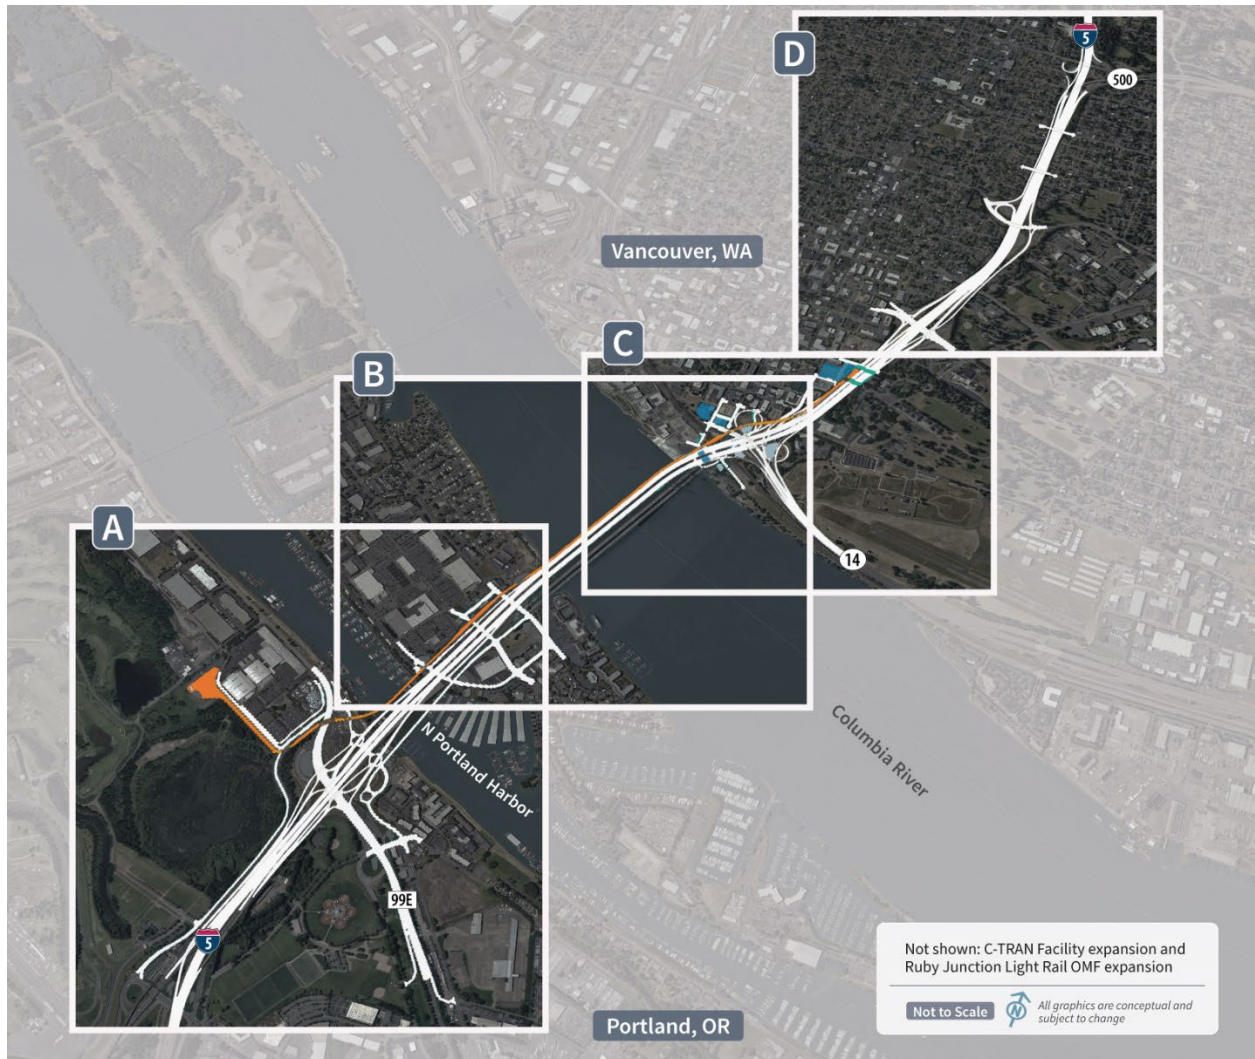 D
5
500
Vancouver, WA
C
B
A
14
N Portland Harbor
Columbia River
99E
5
Not shown: C-TRAN Facility expansion and
Ruby Junction Light Rail OMF expansion
Not to Scale
N
All graphics are conceptual and
subject to change
Portland, OR